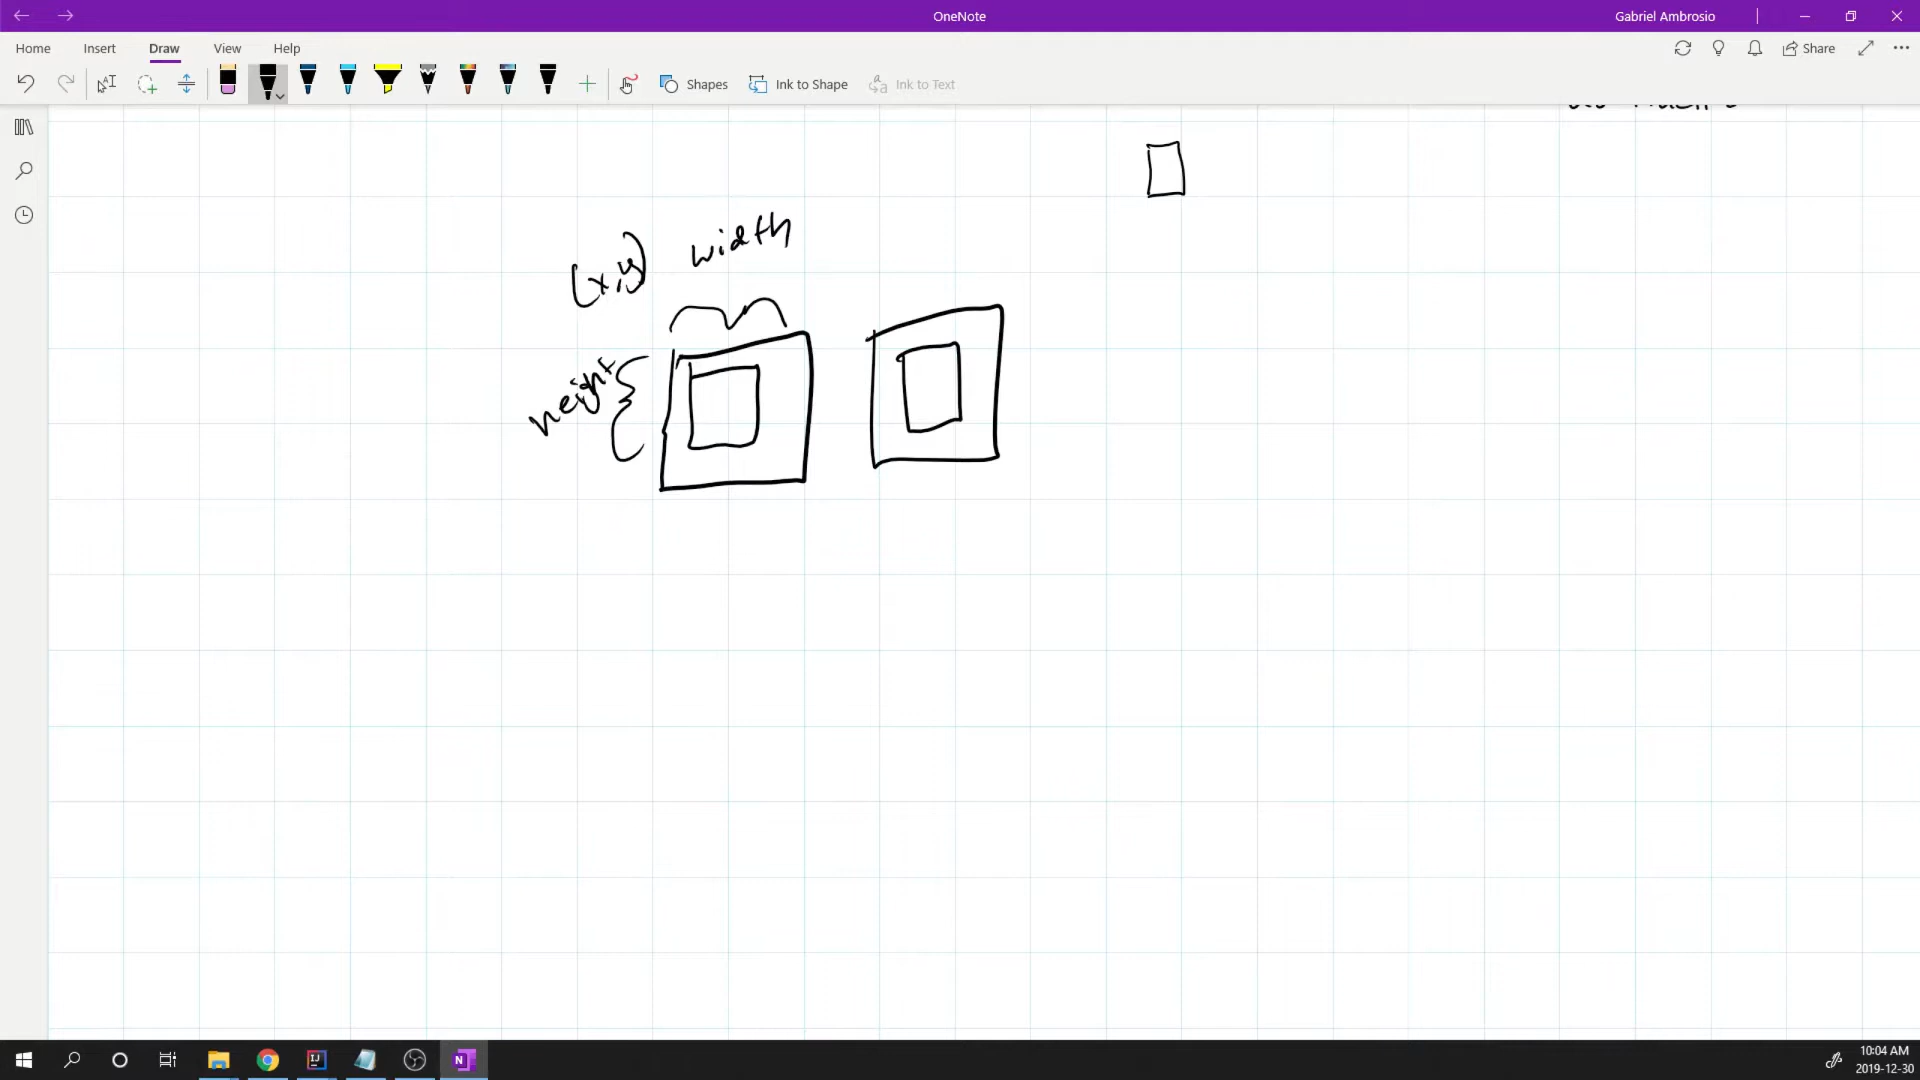 OneNote
Gabriel Ambrosio
Home Insert Draw View Help
Share
Shapes Ink to Shape Ink to Text
(x,y) width
height
10:04 AM
2019-12-30